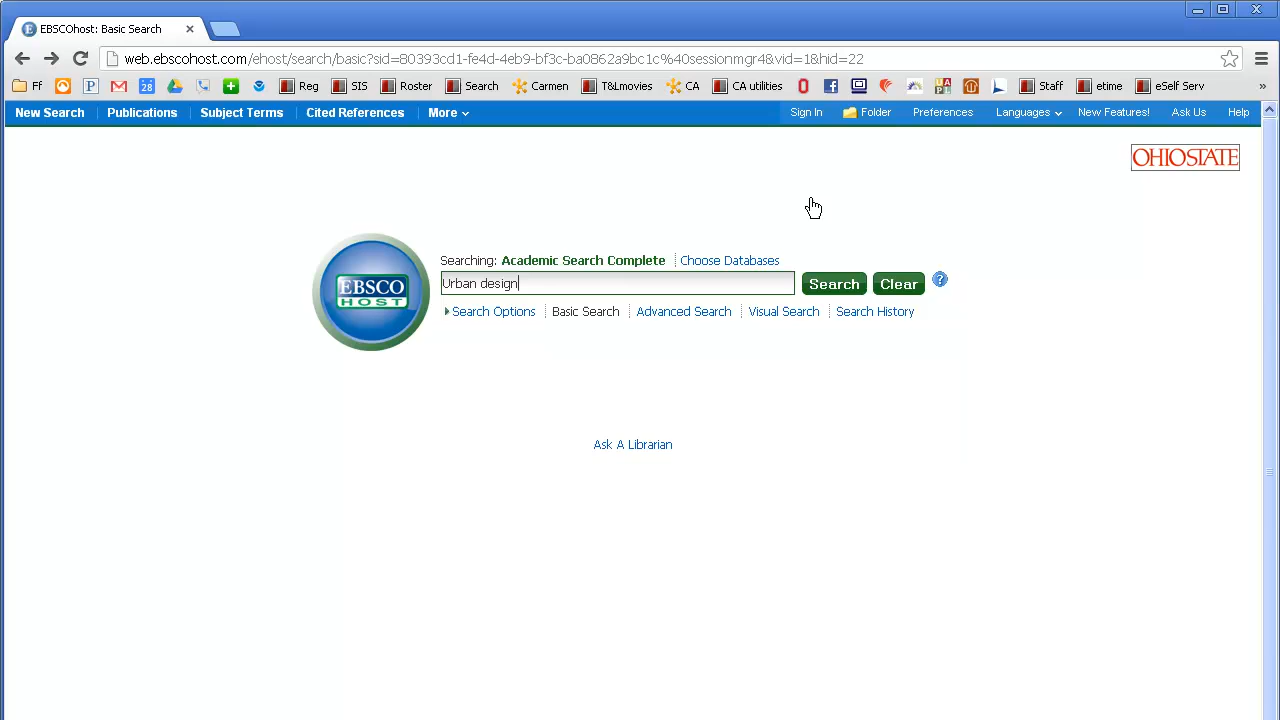 EBSCOhost: Basic Search
web.ebscohost.com/ehost/search/basic?sid=80393cd1-fe4d-4eb9-bf2a-ba0862a9bc1c%40sessionmgr4&vid=1&hid=22
Ff 28 Reg SIS Roster Search Carmen T&Lmovies CA CA utilities Staff etime eSelf Serv »
New Search Publications Subject Terms Cited References More Sign In Folder Preferences Languages New Features! Ask Us Help
OHIOSTATE
EBSCO
HOST
Searching: Academic Search Complete Choose Databases
Urban design Search Clear ?
Search Options Basic Search Advanced Search Visual Search Search History
Ask A Librarian